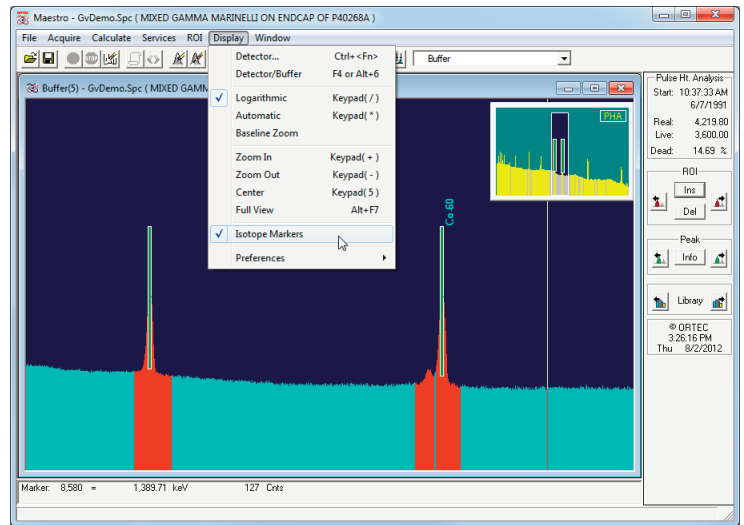 Maestro - GvDemo.Spc ( MIXED GAMMA MARINELLI ON ENDCAP OF P40268A )
File Acquire Calculate Services ROI Display Window
Buffer
Buffer(5) - GvDemo.Spc ( MIXED GAMM
Detector... Ctrl+<Fn>
Detector/Buffer F4 or Alt+6
Logarithmic Keypad( / )
Automatic Keypad( * )
Baseline Zoom
Zoom In Keypad( + )
Zoom Out Keypad( - )
Center Keypad( 5 )
Full View Alt+F7
Isotope Markers
Preferences
PHA
Co-60
Pulse Ht. Analysis
Start: 10:37:33 AM
6/7/1991
Real: 4,219.80
Live: 3,600.00
Dead: 14.69 %
ROI
Ins
Del
Peak
Info
Library
© ORTEC
3:26:16 PM
Thu 8/2/2012
Marker: 8,580 = 1,389.71 keV 127 Cnts